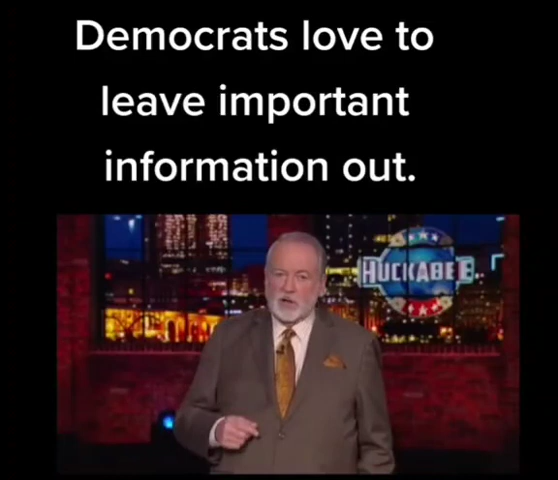 Democrats love to
leave important
information out.
HUCKABEE